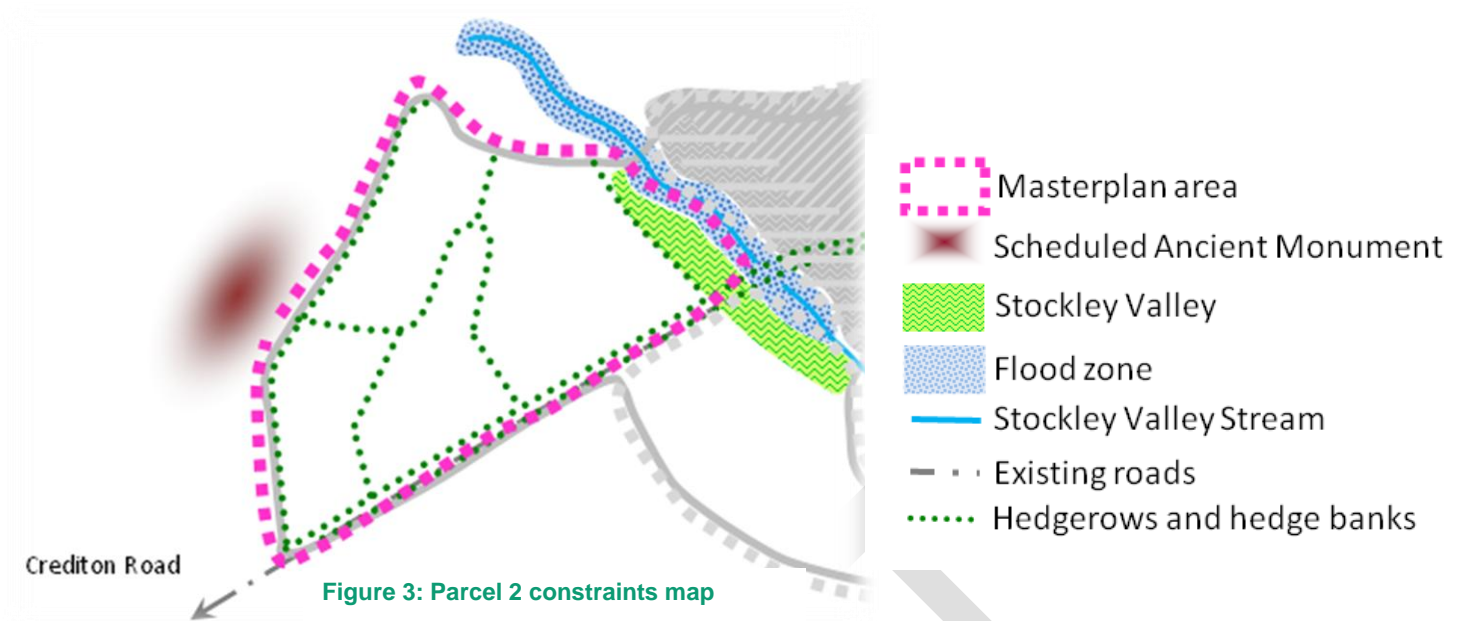 Masterplan area
Scheduled Ancient Monument
Stockley Valley
Flood zone
Stockley Valley Stream
Existing roads
Hedgerows and hedge banks
Crediton Road
Figure 3: Parcel 2 constraints map